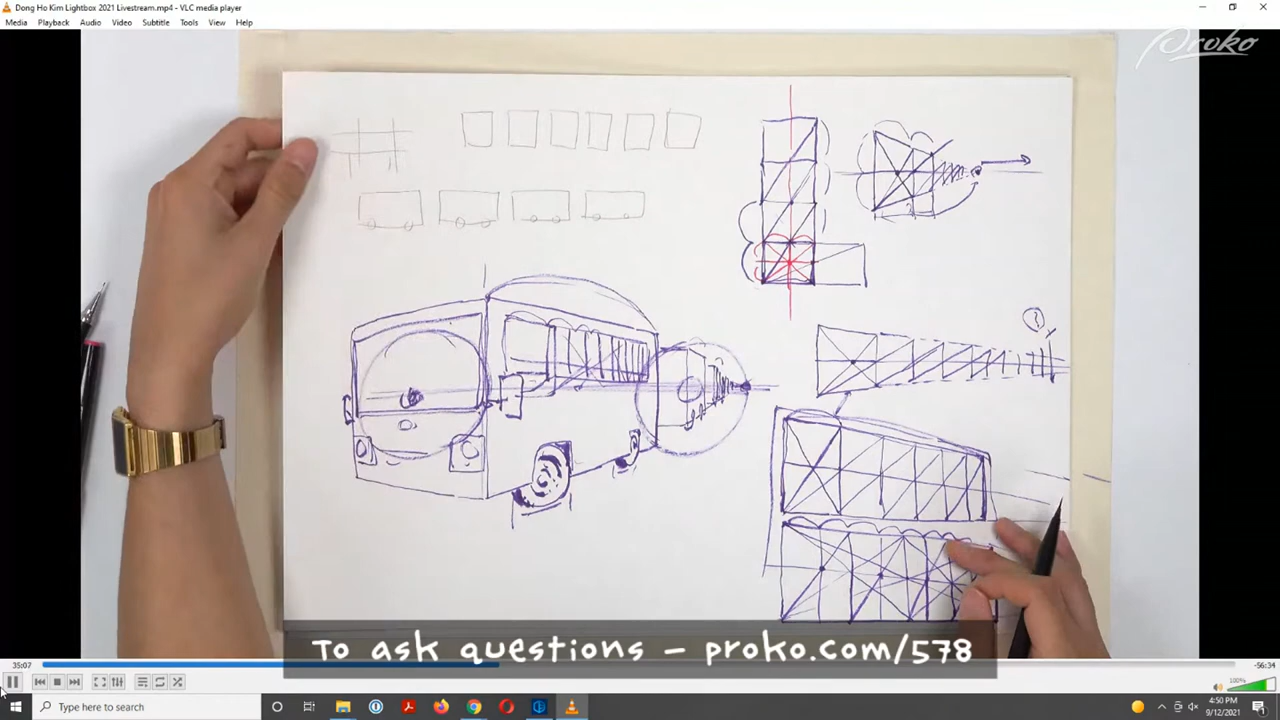 Dong Ho Kim Lightbox 2021 Livestream.mp4 - VLC media player
Media Playback Audio Video Subtitle Tools View Help
Proko
To ask questions – proko.com/578
35:07
-56:34
100%
Type here to search
4:50 PM
9/12/2021